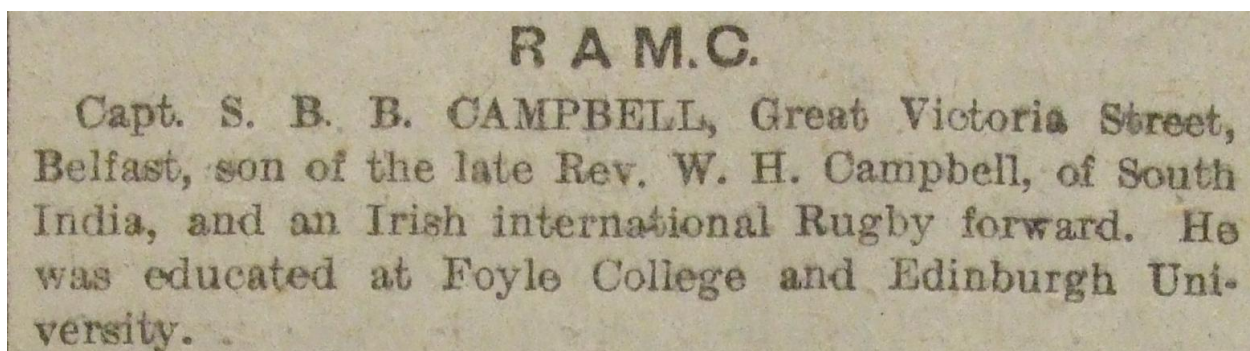 R A M.C.
Capt. S. B. B. CAMPBELL, Great Victoria Street,
Belfast, son of the late Rev. W. H. Campbell, of South
India, and an Irish international Rugby forward. He
was educated at Foyle College and Edinburgh Uni-
versity.